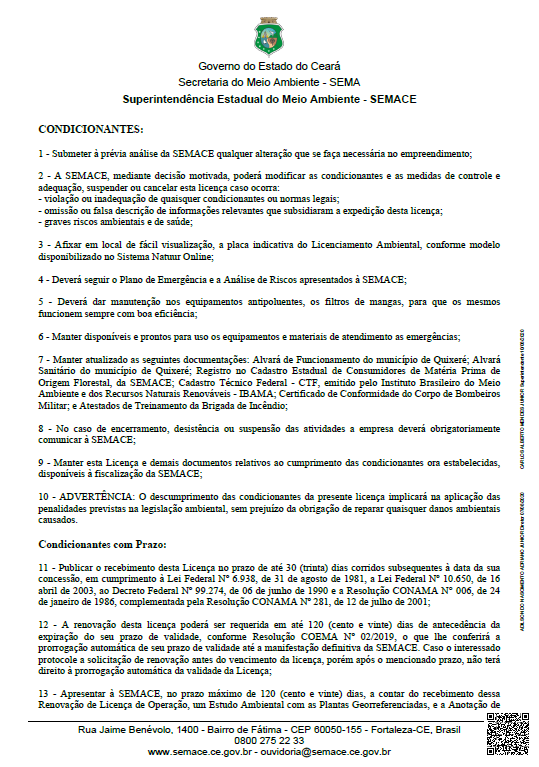 Governo do Estado do Ceará
Secretaria do Meio Ambiente - SEMA
Superintendência Estadual do Meio Ambiente - SEMACE
CONDICIONANTES:
1 - Submeter à prévia análise da SEMACE qualquer alteração que se faça necessária no empreendimento;
2 - A SEMACE, mediante decisão motivada, poderá modificar as condicionantes e as medidas de controle e
adequação, suspender ou cancelar esta licença caso ocorra:
- violação ou inadequação de quaisquer condicionantes ou normas legais;
- omissão ou falsa descrição de informações relevantes que subsidiaram a expedição desta licença;
- graves riscos ambientais e de saúde;
3 - Afixar em local de fácil visualização, a placa indicativa do Licenciamento Ambiental, conforme modelo
disponibilizado no Sistema Natuur Online;
4 - Deverá seguir o Plano de Emergência e a Análise de Riscos apresentados à SEMACE;
5 - Deverá dar manutenção nos equipamentos antipoluentes, os filtros de mangas, para que os mesmos
funcionem sempre com boa eficiência;
6 - Manter disponíveis e prontos para uso os equipamentos e materiais de atendimento as emergências;
7 - Manter atualizado as seguintes documentações: Alvará de Funcionamento do município de Quixeré; Alvará
Sanitário do município de Quixeré; Registro no Cadastro Estadual de Consumidores de Matéria Prima de
Origem Florestal, da SEMACE; Cadastro Técnico Federal - CTF, emitido pelo Instituto Brasileiro do Meio
Ambiente e dos Recursos Naturais Renováveis - IBAMA; Certificado de Conformidade do Corpo de Bombeiros
Militar; e Atestados de Treinamento da Brigada de Incêndio;
8 - No caso de encerramento, desistência ou suspensão das atividades a empresa deverá obrigatoriamente
comunicar à SEMACE;
9 - Manter esta Licença e demais documentos relativos ao cumprimento das condicionantes ora estabelecidas,
disponíveis à fiscalização da SEMACE;
10 - ADVERTÊNCIA: O descumprimento das condicionantes da presente licença implicará na aplicação das
penalidades previstas na legislação ambiental, sem prejuízo da obrigação de reparar quaisquer danos ambientais
causados.
Condicionantes com Prazo:
11 - Publicar o recebimento desta Licença no prazo de até 30 (trinta) dias corridos subsequentes à data da sua
concessão, em cumprimento à Lei Federal Nº 6.938, de 31 de agosto de 1981, a Lei Federal Nº 10.650, de 16
abril de 2003, ao Decreto Federal Nº 99.274, de 06 de junho de 1990 e a Resolução CONAMA Nº 006, de 24
de janeiro de 1986, complementada pela Resolução CONAMA Nº 281, de 12 de julho de 2001;
12 - A renovação desta licença poderá ser requerida em até 120 (cento e vinte) dias de antecedência da
expiração do seu prazo de validade, conforme Resolução COEMA Nº 02/2019, o que lhe conferirá a
prorrogação automática de seu prazo de validade até a manifestação definitiva da SEMACE. Caso o interessado
protocole a solicitação de renovação antes do vencimento da licença, porém após o mencionado prazo, não terá
direito à prorrogação automática da validade da Licença;
13 - Apresentar à SEMACE, no prazo máximo de 120 (cento e vinte) dias, a contar do recebimento dessa
Renovação de Licença de Operação, um Estudo Ambiental com as Plantas Georreferenciadas, e a Anotação de
Rua Jaime Benévolo, 1400 - Bairro de Fátima - CEP 60050-155 - Fortaleza-CE, Brasil
0800 275 22 33
www.semace.ce.gov.br - ouvidoria@semace.ce.gov.br
CARLOS ALBERTO MENDES JUNIOR Superintendente
NASCIMENTO ADRIANO JUNIOR Diretor